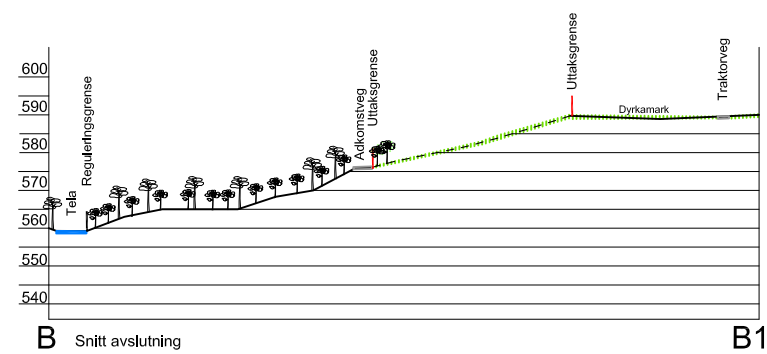 600
590
580
570
560
550
540
Tela
Reguleringsgrense
Adkomstveg
Uttaksgrense
Uttaksgrense
Dyrkamark
Traktorveg
B
Snitt avslutning
B1